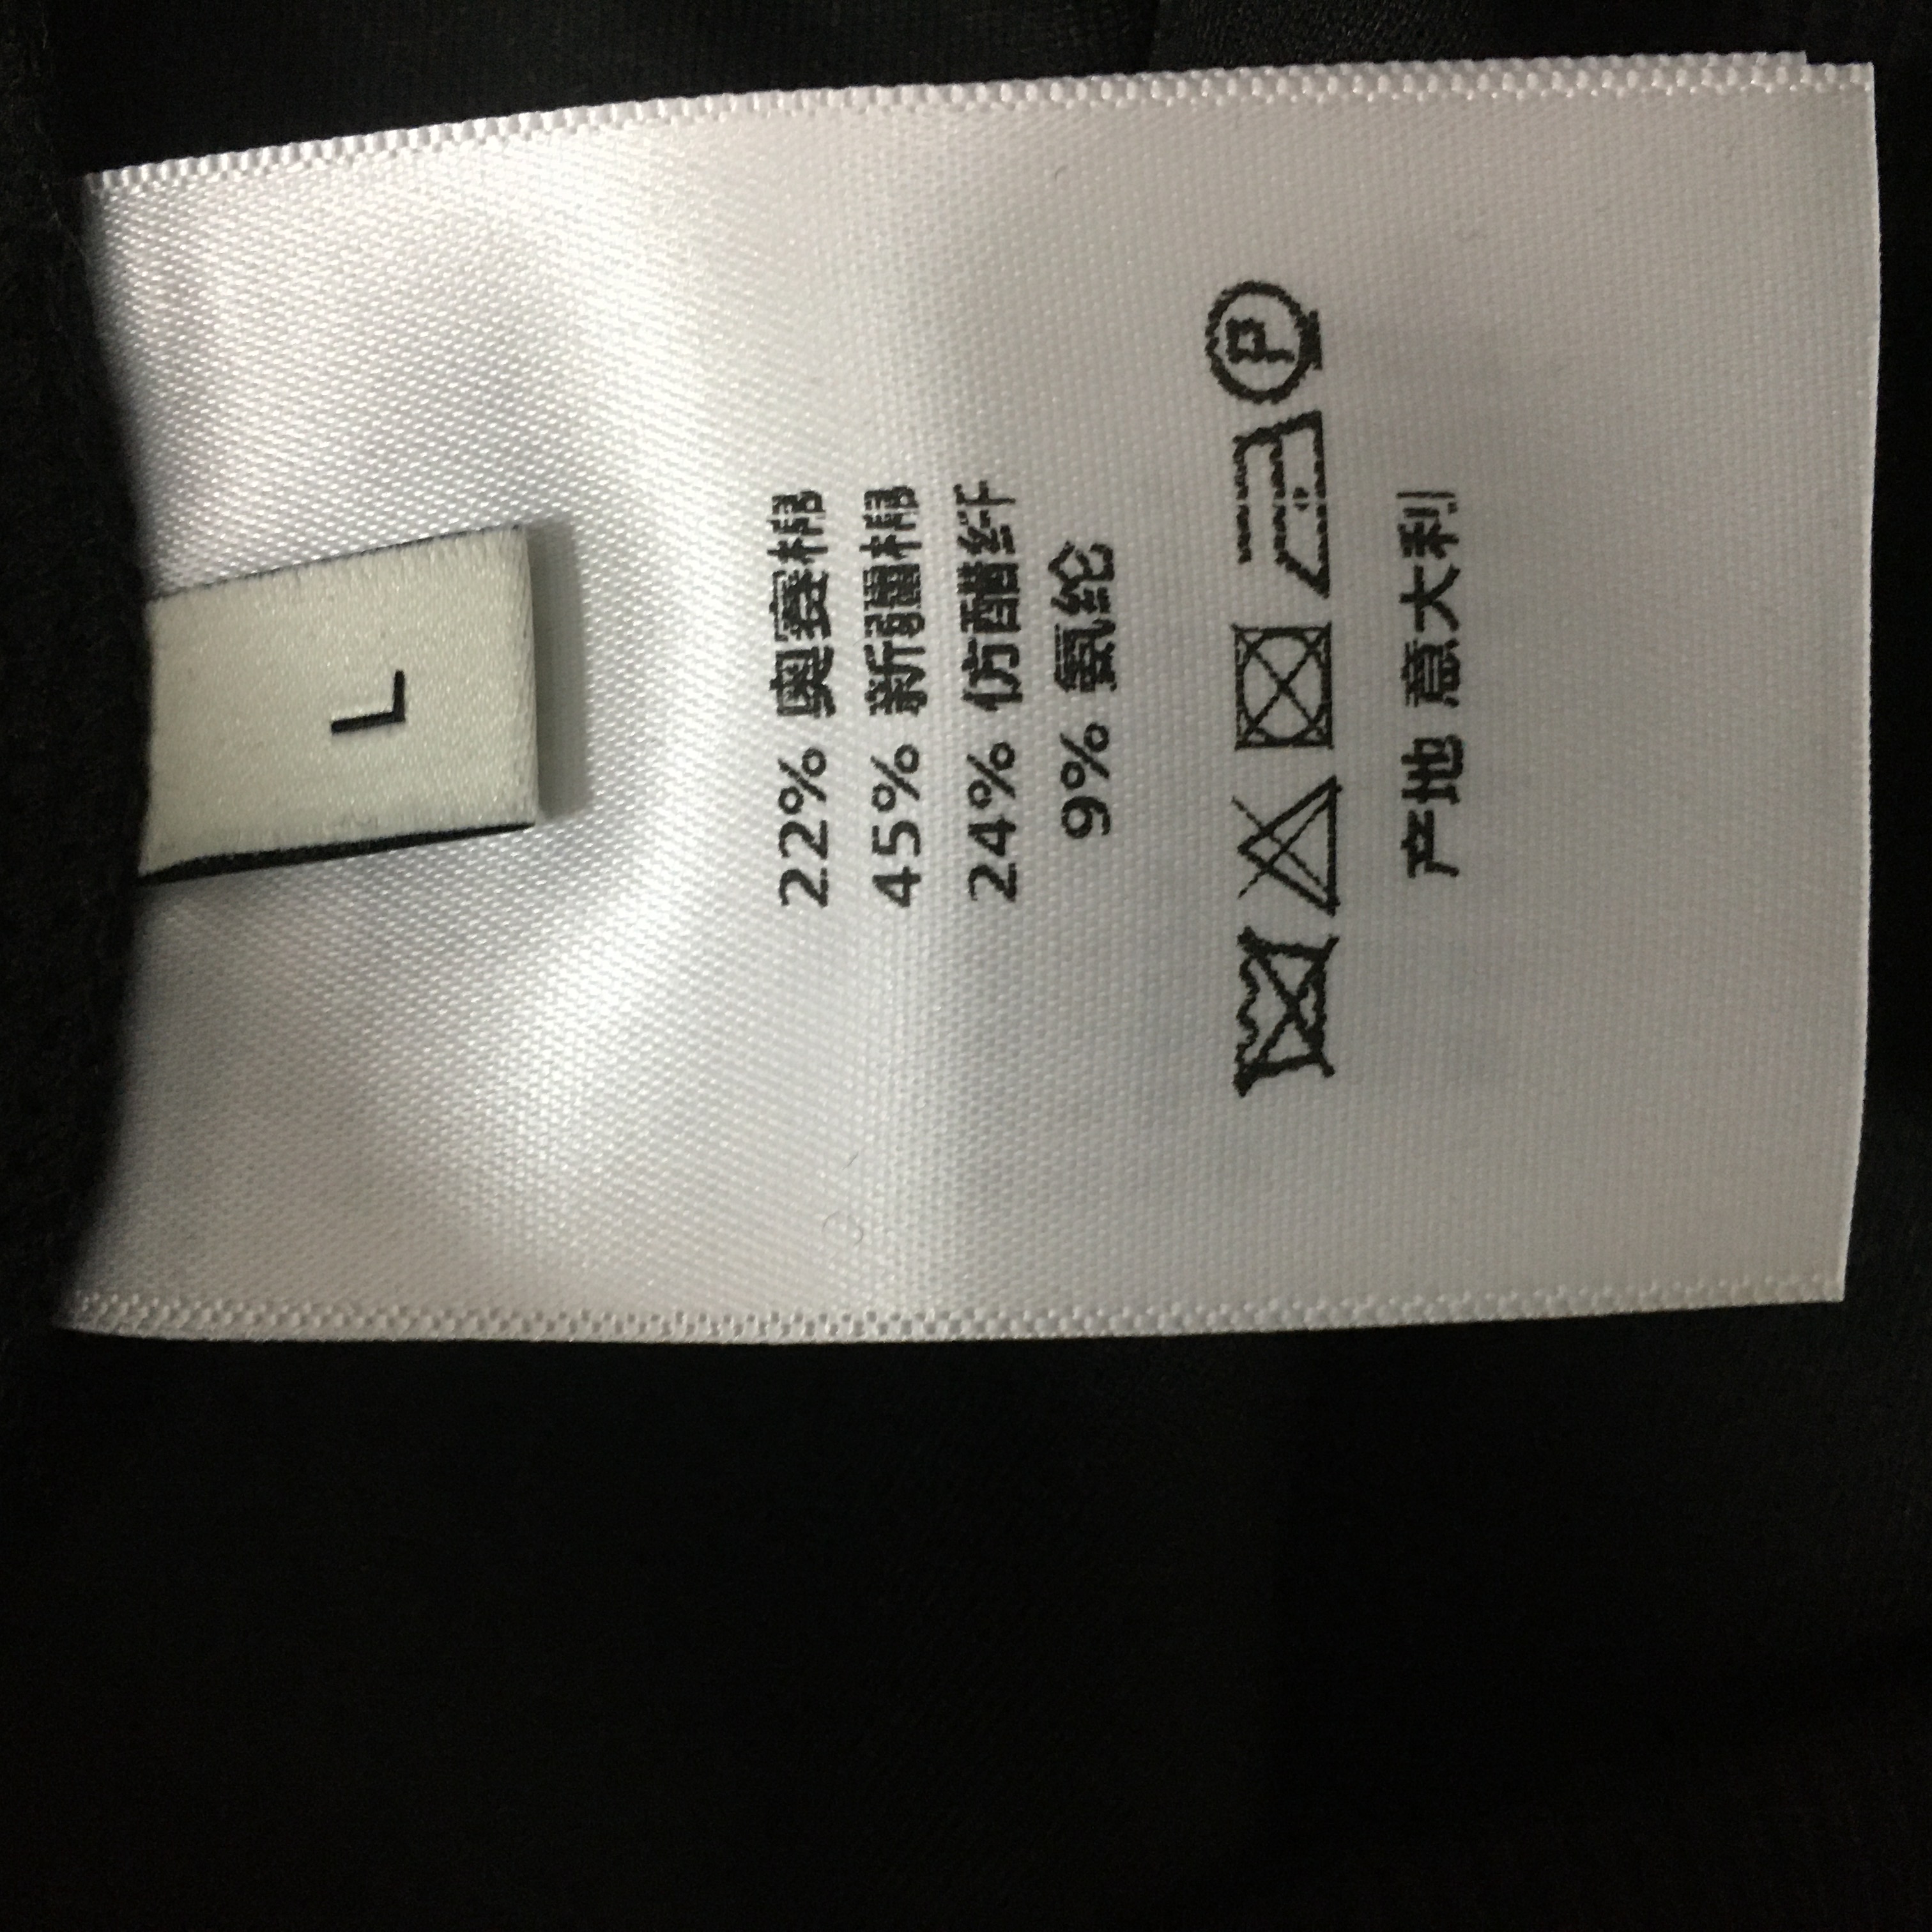 L
22% 奥赛棉
45% 新疆棉
24% 仿醋纤
9% 氨纶
P
产地 意大利